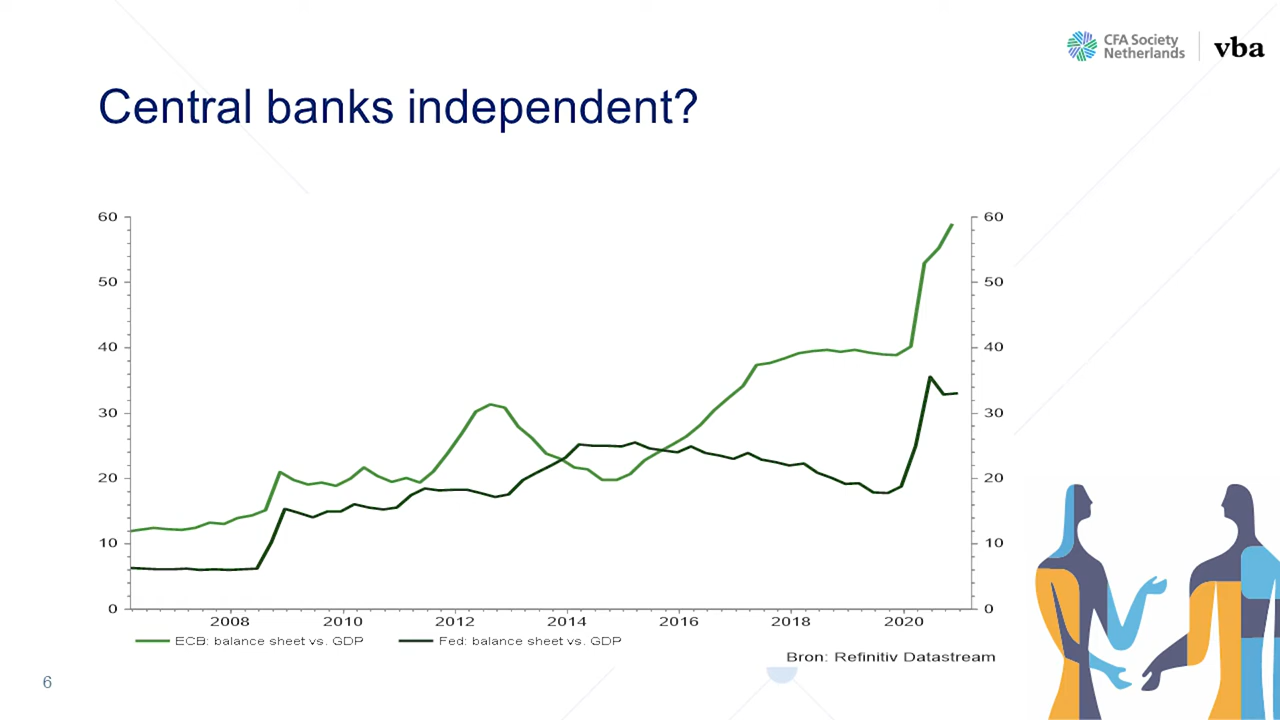 CFA Society
Netherlands
vba
Central banks independent?
60
50
40
30
20
10
0
60
50
40
30
20
10
0
2008 2010 2012 2014 2016 2018 2020
ECB: balance sheet vs. GDP Fed: balance sheet vs. GDP
Bron: Refinitiv Datastream
6